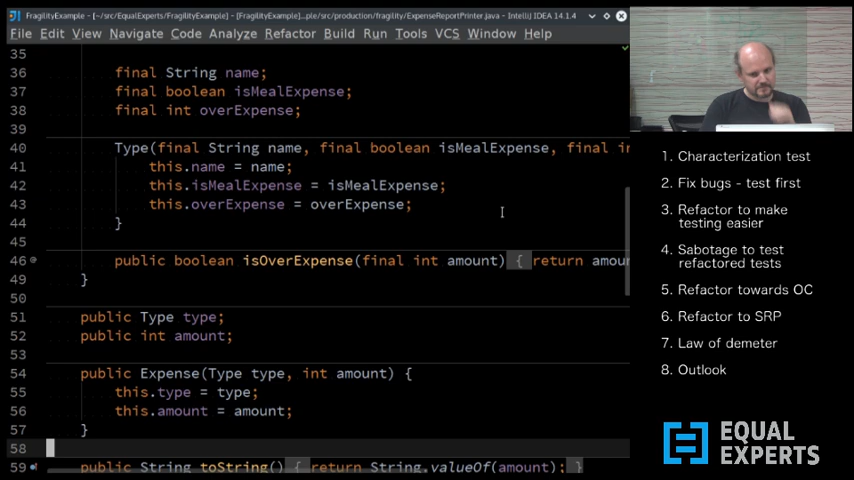 FragilityExample - [~/src/EqualExperts/FragilityExample] - [FragilityExample]...ple/src/production/fragility/ExpenseReportPrinter.java - IntelliJ IDEA 14.1.4
File Edit View Navigate Code Analyze Refactor Build Run Tools VCS Window Help
35
36 final String name;
37 final boolean isMealExpense;
38 final int overExpense;
39
40 Type(final String name, final boolean isMealExpense, final in
41 this.name = name;
42 this.isMealExpense = isMealExpense;
43 this.overExpense = overExpense;
44 }
45
46 public boolean isOverExpense(final int amount) { return amou
49 }
50
51 public Type type;
52 public int amount;
53
54 public Expense(Type type, int amount) {
55 this.type = type;
56 this.amount = amount;
57 }
58
59 public String toString() { return String.valueOf(amount); }
1. Characterization test
2. Fix bugs - test first
3. Refactor to make
testing easier
4. Sabotage to test
refactored tests
5. Refactor towards OC
6. Refactor to SRP
7. Law of demeter
8. Outlook
EQUAL
EXPERTS